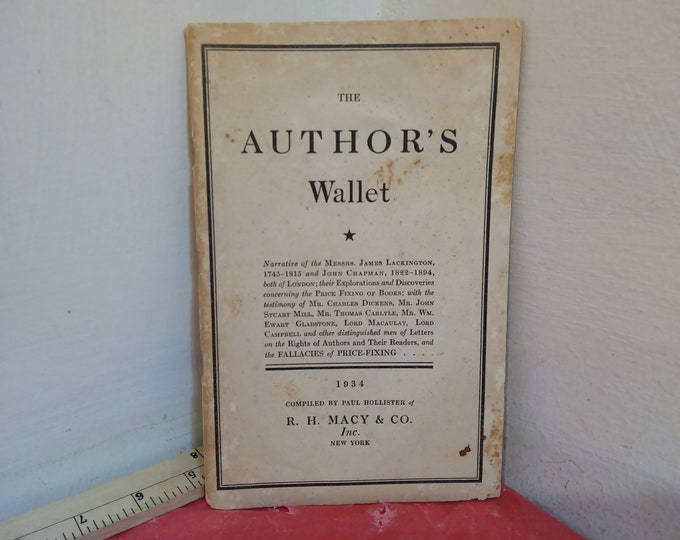 THE
AUTHOR'S
Wallet
★
Narrative of the MESSRS. JAMES LACKINGTON,
1745–1815 and JOHN CHAPMAN, 1822–1894,
both of LONDON; their Explorations and Discoveries
concerning the PRICE FIXING OF BOOKS; with the
testimony of MR. CHARLES DICKENS, MR. JOHN
STUART MILL, MR. THOMAS CARLYLE, MR. WM.
EWART GLADSTONE, LORD MACAULAY, LORD
CAMPBELL and other distinguished men of Letters
on the Rights of Authors and Their Readers, and
the FALLACIES of PRICE-FIXING . . . .
1934
COMPILED BY PAUL HOLLISTER of
R. H. MACY & CO.
Inc.
NEW YORK
7 6 5 8